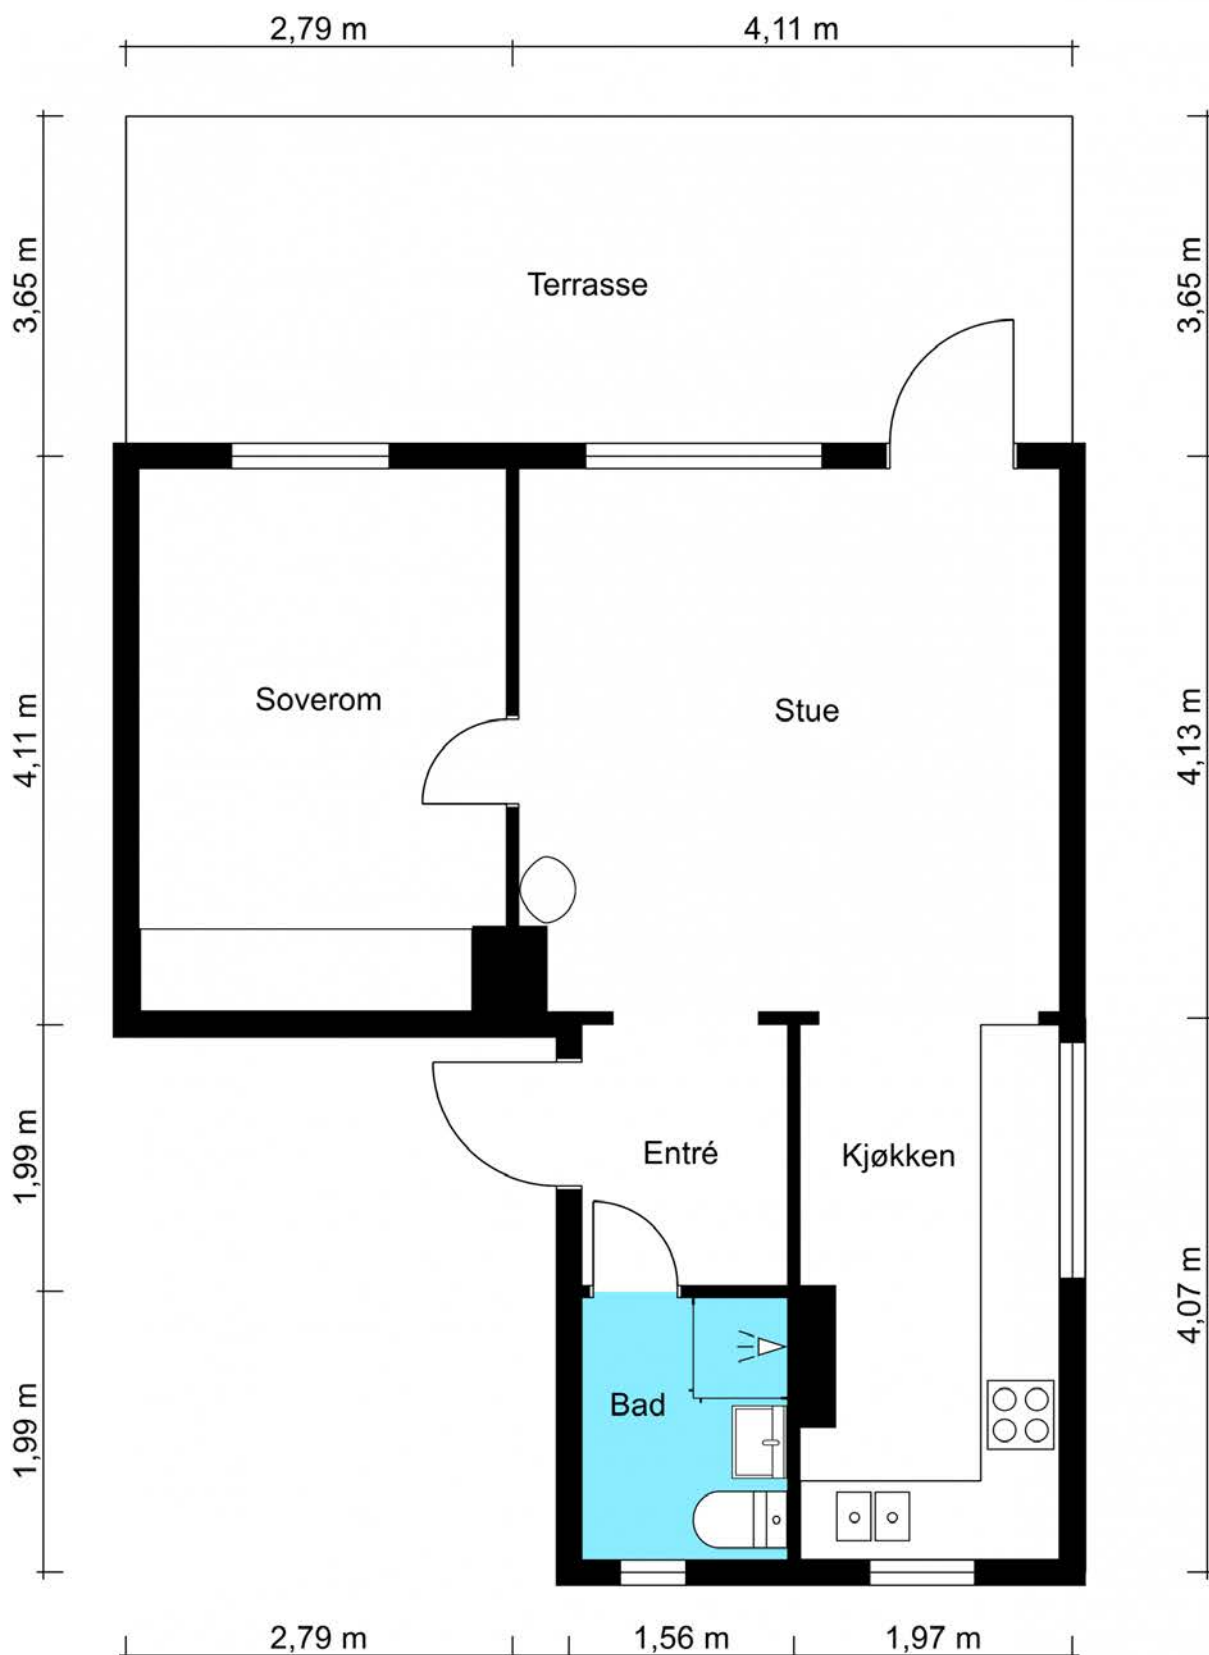 2,79 m
4,11 m
3,65 m
Terrasse
3,65 m
Soverom
Stue
4,11 m
4,13 m
1,99 m
Entré
Kjøkken
4,07 m
1,99 m
Bad
2,79 m
1,56 m
1,97 m